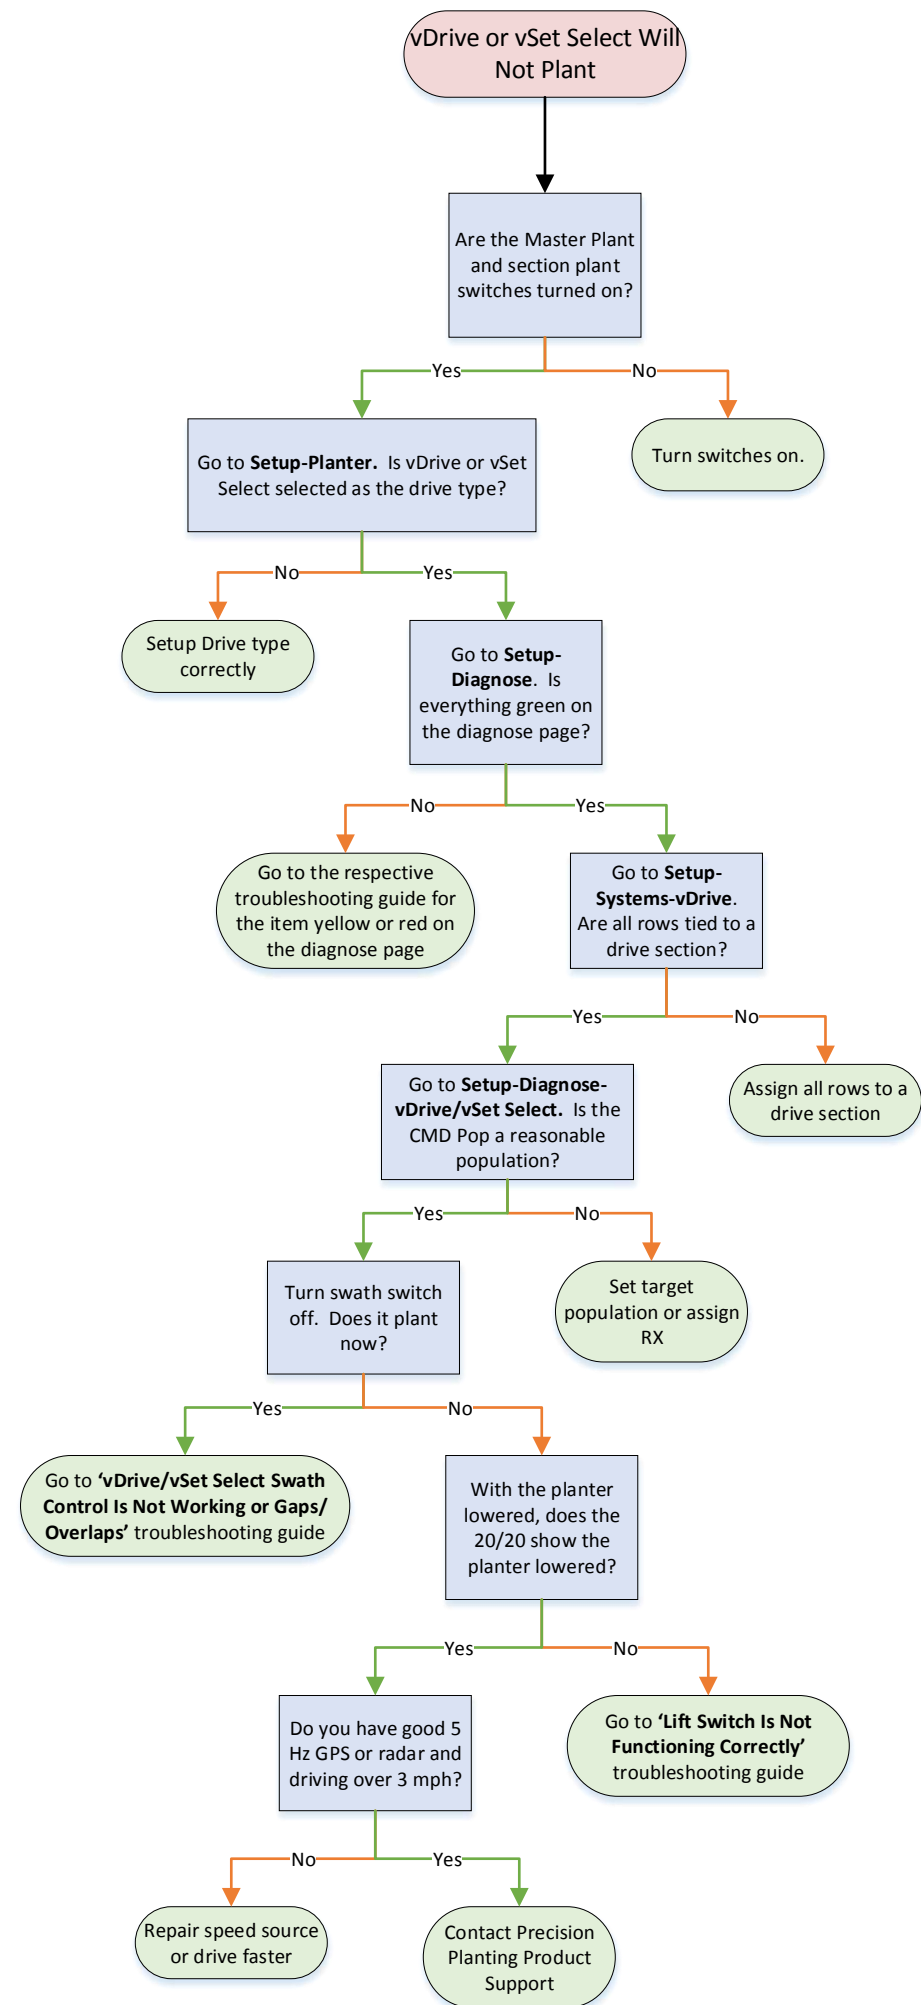 vDrive or vSet Select Will
Not Plant
Are the Master Plant
and section plant
switches turned on?
Yes
No
Go to Setup-Planter.  Is vDrive or vSet
Select selected as the drive type?
Turn switches on.
No
Yes
Setup Drive type
correctly
Go to Setup-
Diagnose.  Is
everything green on
the diagnose page?
No
Yes
Go to the respective
troubleshooting guide for
the item yellow or red on
the diagnose page
Go to Setup-
Systems-vDrive.
Are all rows tied to a
drive section?
Yes
No
Go to Setup-Diagnose-
vDrive/vSet Select.  Is the
CMD Pop a reasonable
population?
Assign all rows to a
drive section
Yes
No
Turn swath switch
off.  Does it plant
now?
Set target
population or assign
RX
Yes
No
Go to ‘vDrive/vSet Select Swath
Control Is Not Working or Gaps/
Overlaps’ troubleshooting guide
With the planter
lowered, does the
20/20 show the
planter lowered?
Yes
No
Do you have good 5
Hz GPS or radar and
driving over 3 mph?
Go to ‘Lift Switch Is Not
Functioning Correctly’
troubleshooting guide
No
Yes
Repair speed source
or drive faster
Contact Precision
Planting Product
Support